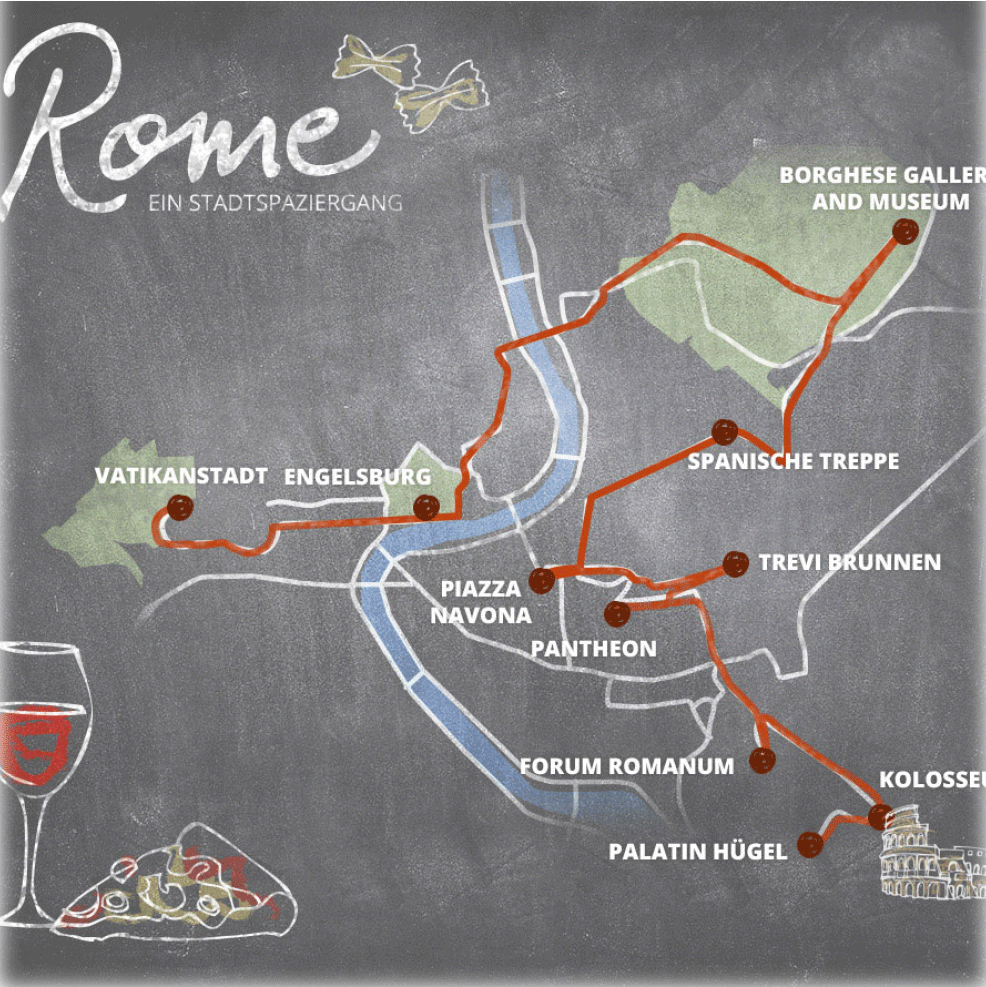 Rome
EIN STADTSPAZIERGANG
BORGHESE GALLER
AND MUSEUM
SPANISCHE TREPPE
VATIKANSTADT
ENGELSBURG
TREVI BRUNNEN
PIAZZA
NAVONA
PANTHEON
FORUM ROMANUM
KOLOSSEU
PALATIN HÜGEL